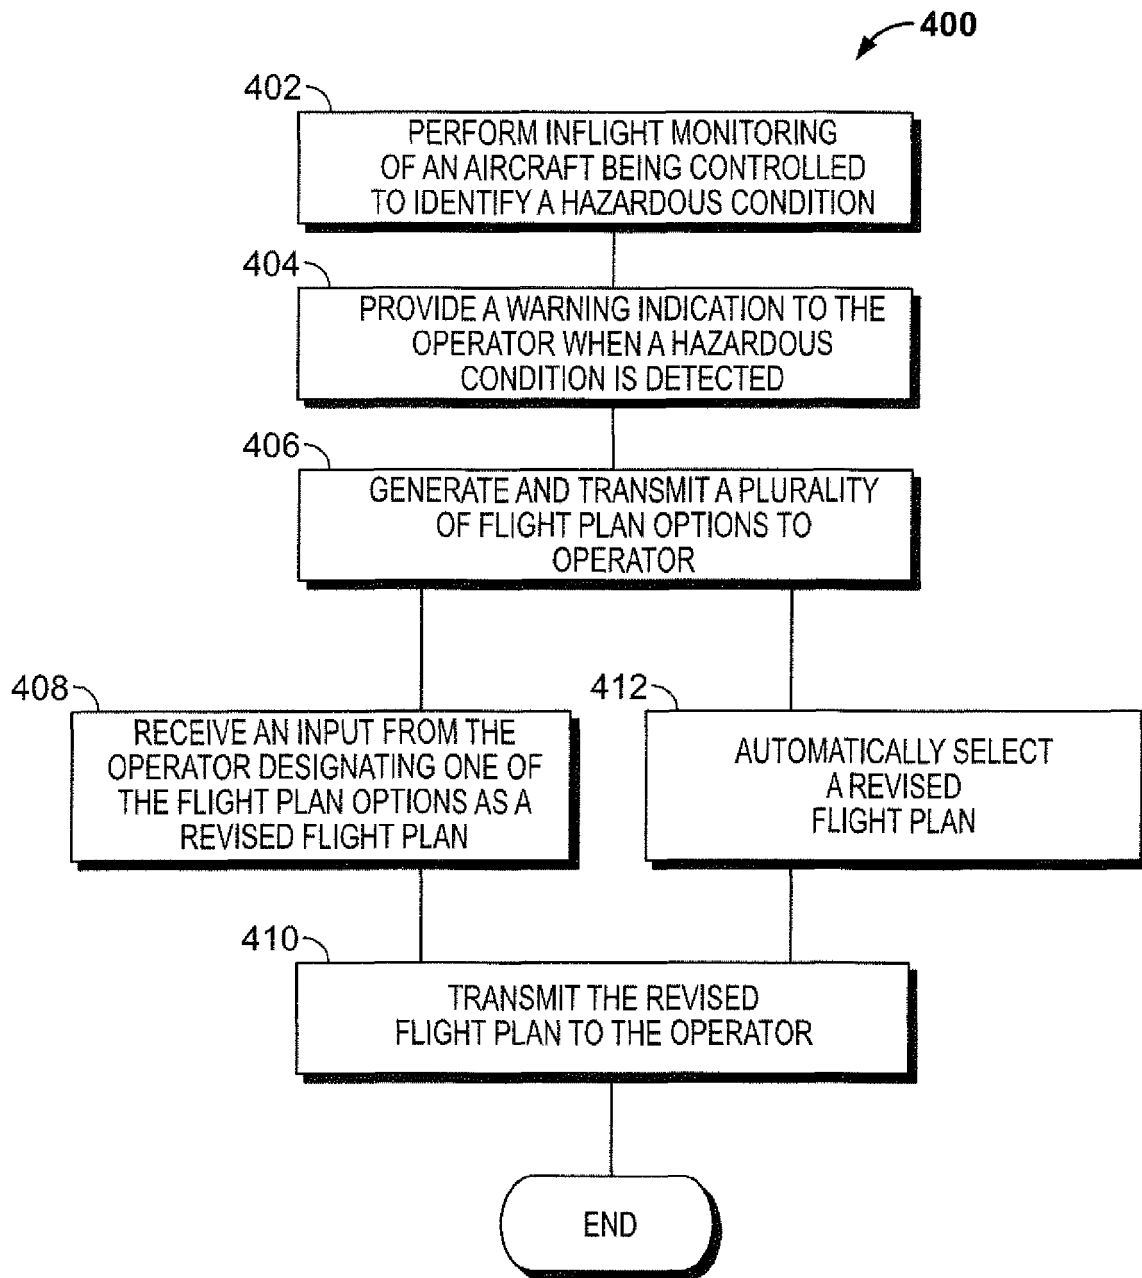 400
402
PERFORM INFLIGHT MONITORING
OF AN AIRCRAFT BEING CONTROLLED
TO IDENTIFY A HAZARDOUS CONDITION
404
PROVIDE A WARNING INDICATION TO THE
OPERATOR WHEN A HAZARDOUS
CONDITION IS DETECTED
406
GENERATE AND TRANSMIT A PLURALITY
OF FLIGHT PLAN OPTIONS TO
OPERATOR
408
RECEIVE AN INPUT FROM THE
OPERATOR DESIGNATING ONE OF
THE FLIGHT PLAN OPTIONS AS A
REVISED FLIGHT PLAN
412
AUTOMATICALLY SELECT
A REVISED
FLIGHT PLAN
410
TRANSMIT THE REVISED
FLIGHT PLAN TO THE OPERATOR
END